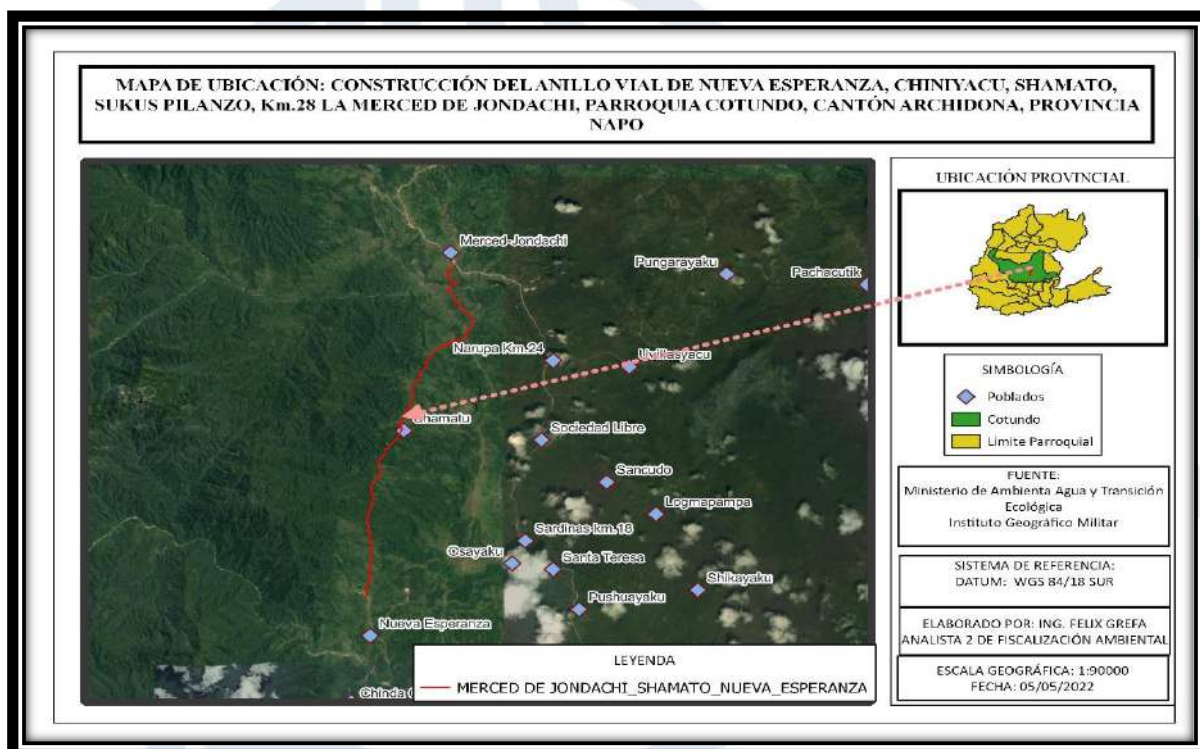 MAPA DE UBICACIÓN: CONSTRUCCIÓN DEL ANILLO VIAL DE NUEVA ESPERANZA, CHINIYACU, SHAMATO,
SUKUS PILANZO, Km.28 LA MERCED DE JONDACHI, PARROQUIA COTUNDO, CANTÓN ARCHIDONA, PROVINCIA
NAPO
Merced-Jondachi
Pungarayaku
Pachacutik
Narupa Km.24
Uvillasyacu
Shamatu
Sociedad Libre
Sancudo
Logmapampa
Sardinas km.18
Osayaku
Santa Teresa
Shikayaku
Pushuayaku
Nueva Esperanza
Chinda
LEYENDA
MERCED DE JONDACHI_SHAMATO_NUEVA_ESPERANZA
UBICACIÓN PROVINCIAL
SIMBOLOGÍA
Poblados
Cotundo
Limite Parroquial
FUENTE:
Ministerio de Ambienta Agua y Transición
Ecológica
Instituto Geográfico Militar
SISTEMA DE REFERENCIA:
DATUM: WGS 84/18 SUR
ELABORADO POR: ING. FELIX GREFA
ANALISTA 2 DE FISCALIZACIÓN AMBIENTAL
ESCALA GEOGRÁFICA: 1:90000
FECHA: 05/05/2022